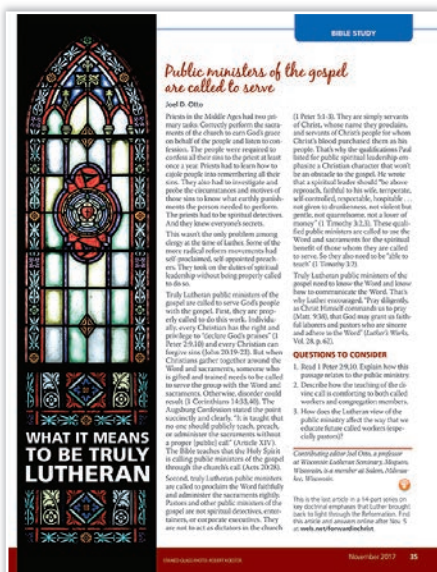 BIBLE STUDY
Public ministers of the gospel
are called to serve
Joel D. Otto
Priests in the Middle Ages had two pri-
mary tasks. Correctly perform the sacra-
ments of the church to earn God's grace
on behalf of the people and listen to con-
fession. The people were required to
confess all their sins to the priest at least
once a year. Priests had to learn how to
cajole people into remembering all their
sins. They also had to investigate and
probe the circumstances and motives of
those sins to know what earthly punish-
ments the person needed to perform.
The priests had to be spiritual detectives.
And they knew everyone's secrets.
This wasn't the only problem among
clergy at the time of Luther. Some of the
more radical reform movements had
self-proclaimed, self-appointed preach-
ers. They took on the duties of spiritual
leadership without being properly called
to do so.
Truly Lutheran public ministers of the
gospel are called to serve God's people
with the gospel. First, they are prop-
erly called to do this work. Individu-
ally, every Christian has the right and
privilege to "declare God's praises" (1
Peter 2:9,10) and every Christian can
forgive sins (John 20:19-23). But when
Christians gather together around the
Word and sacraments, someone who
is gifted and trained needs to be called
to serve the group with the Word and
sacraments. Otherwise, disorder could
result (1 Corinthians 14:33,40). The
Augsburg Confession stated the point
succinctly and clearly. "It is taught that
no one should publicly teach, preach,
or administer the sacraments without
a proper [public] call" (Article XIV).
The Bible teaches that the Holy Spirit
is calling public ministers of the gospel
through the church's call (Acts 20:28).
Second, truly Lutheran public ministers
are called to proclaim the Word faithfully
and administer the sacraments rightly.
Pastors and other public ministers of the
gospel are not spiritual detectives, enter-
tainers, or corporate executives. They
are not to act as dictators in the church
(1 Peter 5:1-3). They are simply servants
of Christ, whose name they proclaim,
and servants of Christ's people for whom
Christ's blood purchased them as his
people. That's why the qualifications Paul
listed for public spiritual leadership em-
phasize a Christian character that won't
be an obstacle to the gospel. He wrote
that a spiritual leader should "be above
reproach, faithful to his wife, temperate,
self-controlled, respectable, hospitable . . .
not given to drunkenness, not violent but
gentle, not quarrelsome, not a lover of
money" (1 Timothy 3:2,3). These qual-
ified public ministers are called to use the
Word and sacraments for the spiritual
benefit of those whom they are called
to serve. So they also need to be "able to
teach" (1 Timothy 3:2).
Truly Lutheran public ministers of the
gospel need to know the Word and know
how to communicate the Word. That's
why Luther encouraged, "Pray diligently,
as Christ Himself commands us to pray
(Matt. 9:38), that God may grant us faith-
ful laborers and pastors who are sincere
and adhere to the Word" (Luther's Works,
Vol. 28, p. 62).
QUESTIONS TO CONSIDER
1. Read 1 Peter 2:9,10. Explain how this
passage relates to the public ministry.
2. Describe how the teaching of the di-
vine call is comforting to both called
workers and congregation members.
3. How does the Lutheran view of the
public ministry affect the way that we
educate future called workers (espe-
cially pastors)?
Contributing editor Joel Otto, a professor
at Wisconsin Lutheran Seminary, Mequon,
Wisconsin, is a member at Salem, Milwau-
kee, Wisconsin.
This is the last article in a 14-part series on
key doctrinal emphases that Luther brought
back to light through the Reformation. Find
this article and answers online after Nov. 5
at wels.net/forwardinchrist.
WHAT IT MEANS
TO BE TRULY
LUTHERAN
November 2017 35